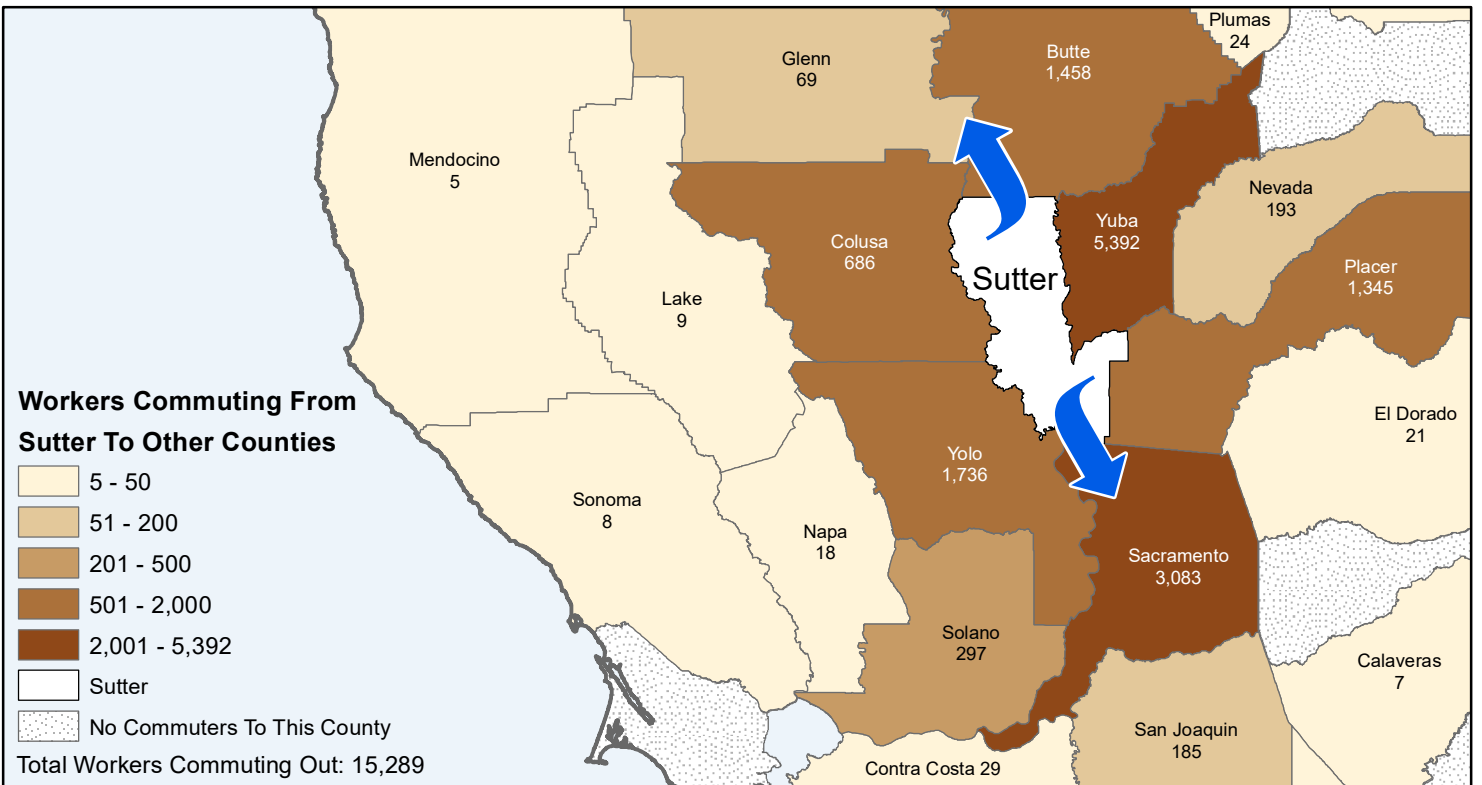 Plumas
24
Glenn
69
Butte
1,458
Mendocino
5
Nevada
193
Yuba
5,392
Colusa
686
Sutter
Placer
1,345
Lake
9
Workers Commuting From
Sutter To Other Counties
5 - 50
51 - 200
201 - 500
501 - 2,000
2,001 - 5,392
Sutter
No Commuters To This County
Total Workers Commuting Out: 15,289
El Dorado
21
Yolo
1,736
Sonoma
8
Napa
18
Sacramento
3,083
Solano
297
Calaveras
7
San Joaquin
185
Contra Costa 29